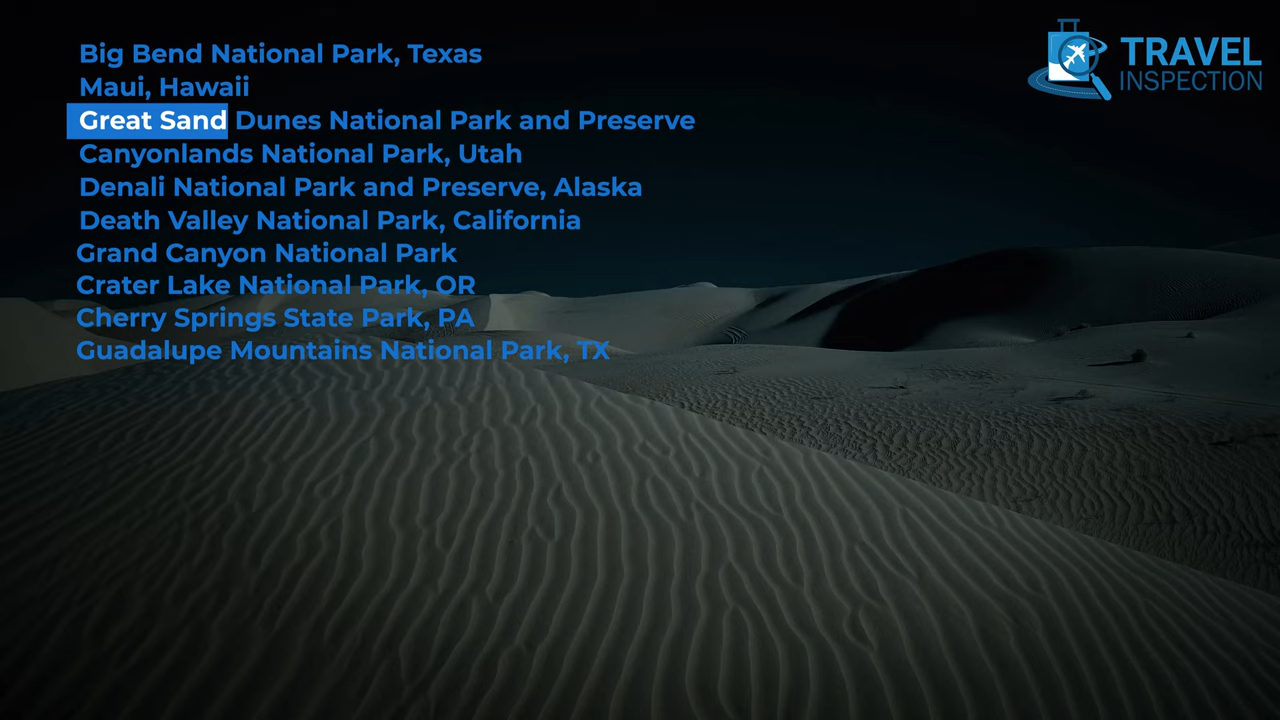 Big Bend National Park, Texas
Maui, Hawaii
Great Sand Dunes National Park and Preserve
Canyonlands National Park, Utah
Denali National Park and Preserve, Alaska
Death Valley National Park, California
Grand Canyon National Park
Crater Lake National Park, OR
Cherry Springs State Park, PA
Guadalupe Mountains National Park, TX
TRAVEL
INSPECTION